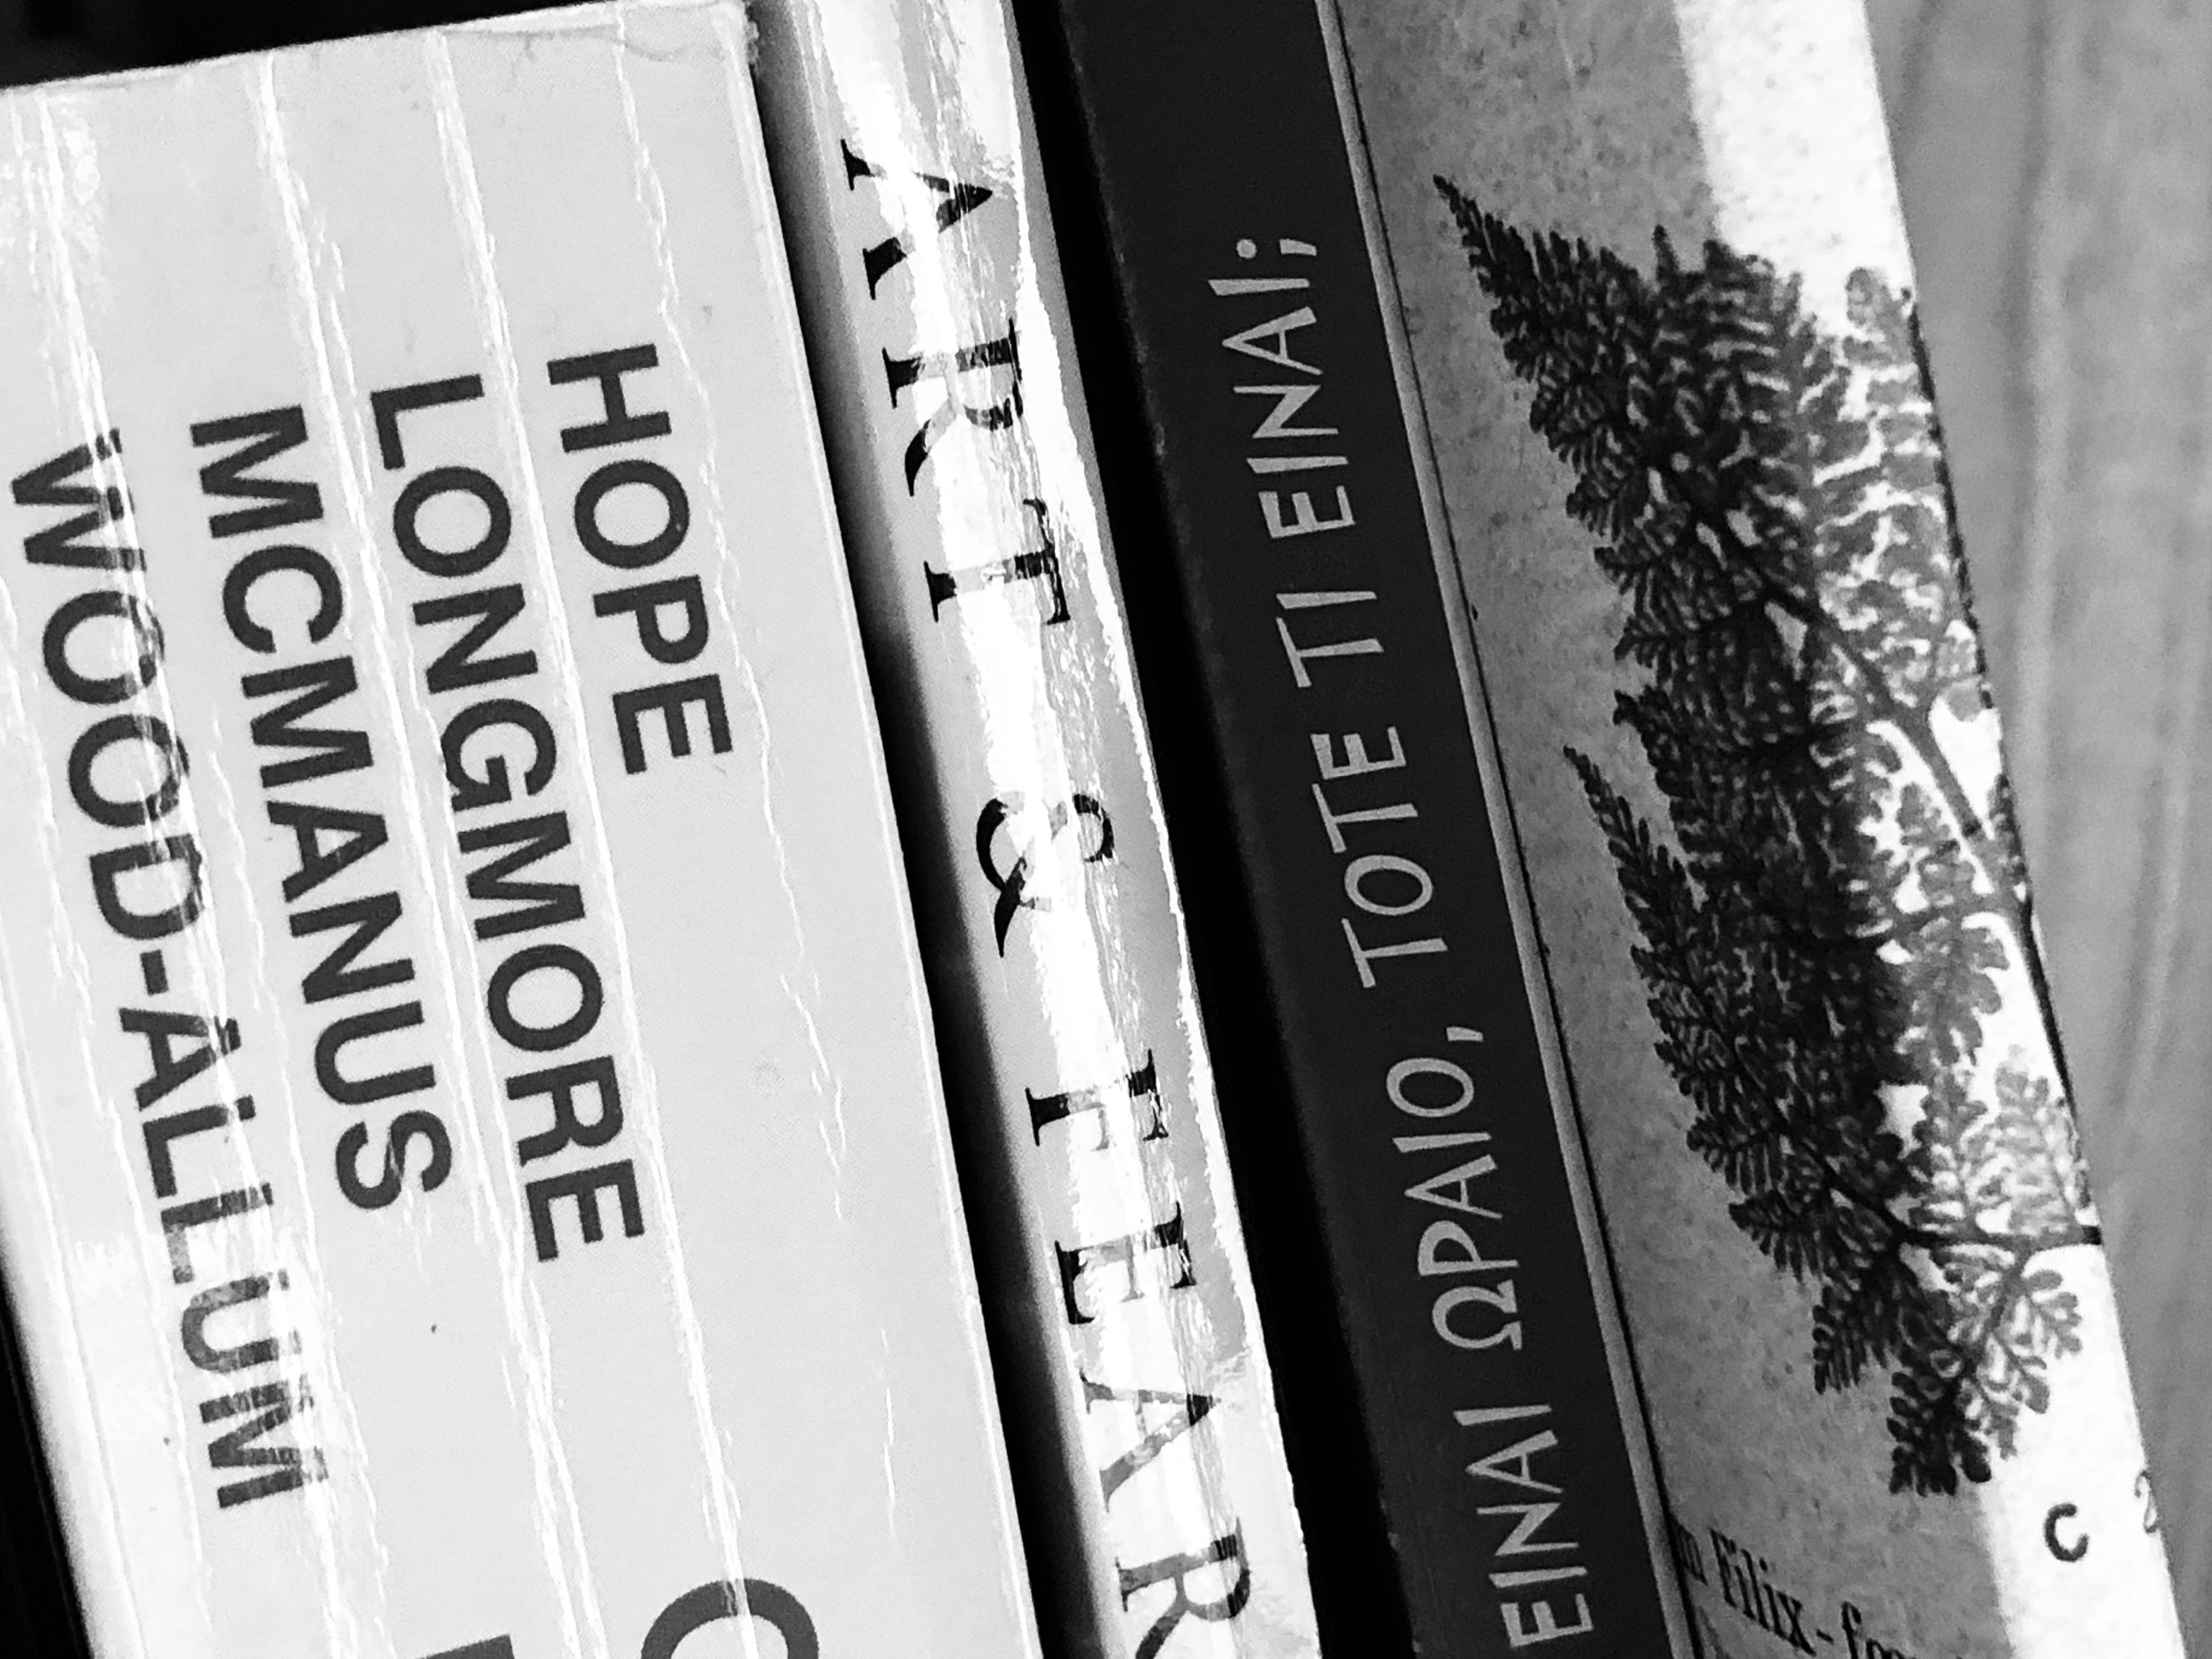 HOPE
LONGMORE
MCMANUS
WOOD-ALLUM
ART & FEAR
ΕΙΝΑΙ ΩΡΑΙΟ, ΤΟΤΕ ΤΙ ΕΙΝΑΙ;
C
Filix-